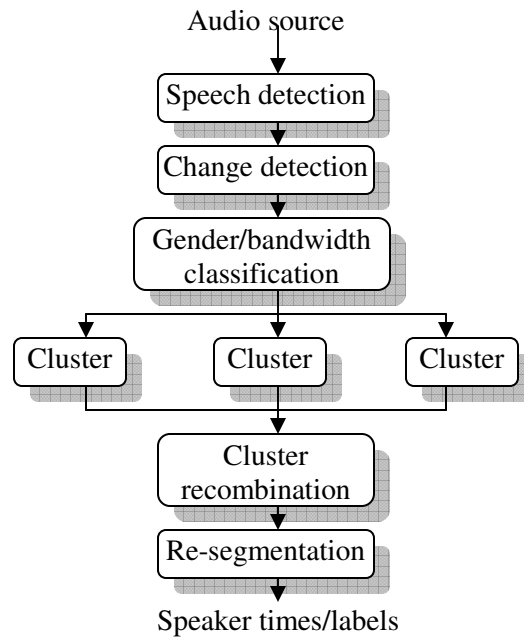 Audio source
Speech detection
Change detection
Gender/bandwidth
classification
Cluster
Cluster
Cluster
Cluster
recombination
Re-segmentation
Speaker times/labels